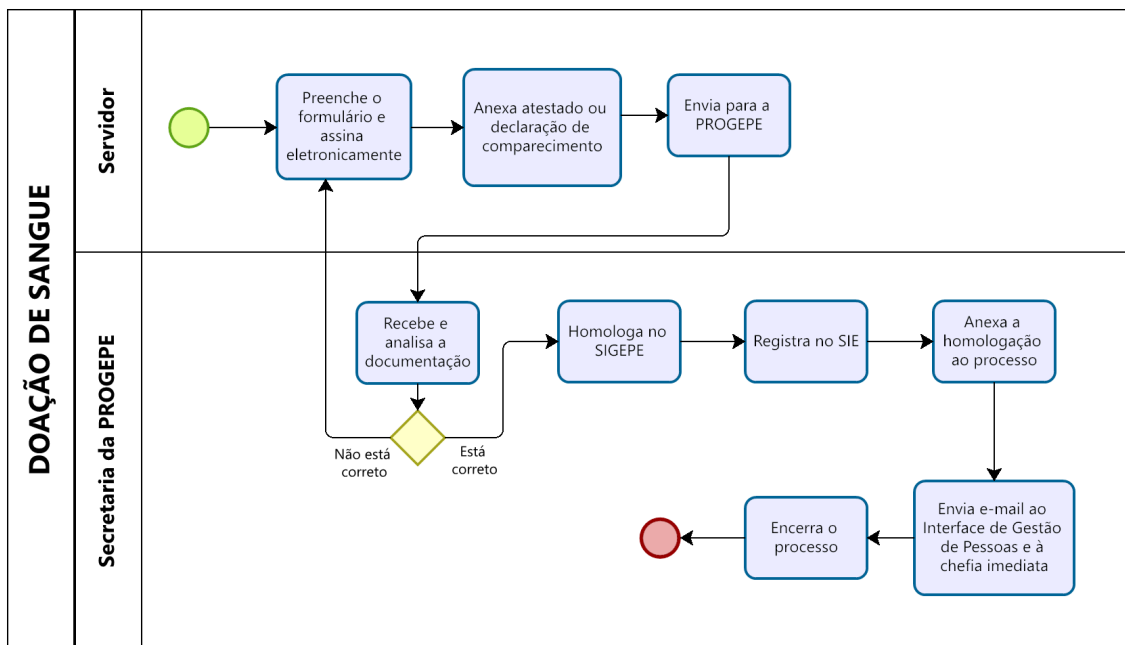 DOAÇÃO DE SANGUE
Servidor
Preenche o
formulário e
assina
eletronicamente
Anexa atestado ou
declaração de
comparecimento
Envia para a
PROGEPE
Secretaria da PROGEPE
Recebe e
analisa a
documentação
Não está
correto
Está
correto
Homologa no
SIGEPE
Registra no SIE
Anexa a
homologação
ao processo
Envia e-mail ao
Interface de Gestão
de Pessoas e à
chefia imediata
Encerra o
processo